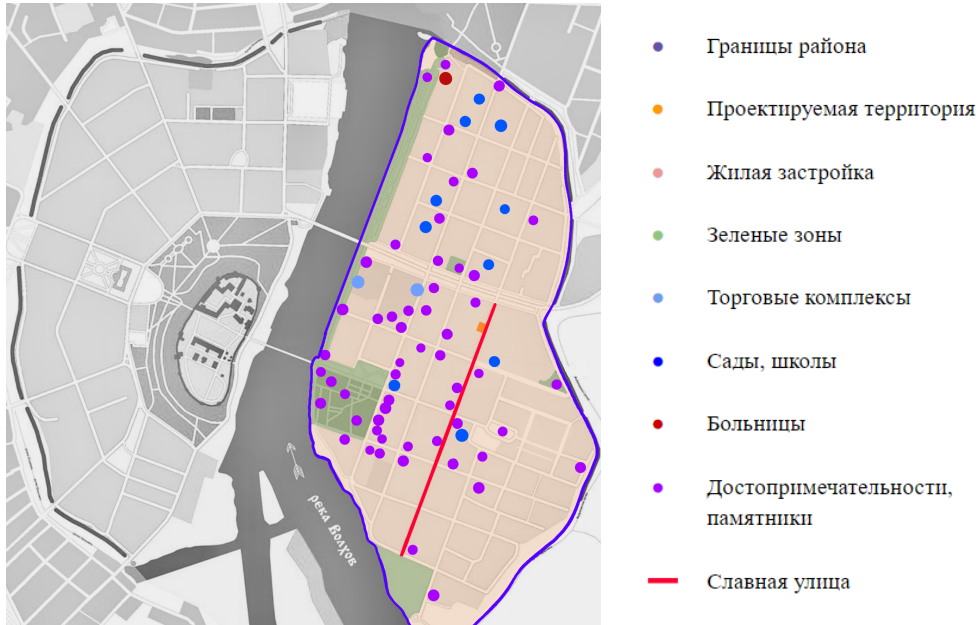 Границы района
Проектируемая территория
Жилая застройка
Зеленые зоны
Торговые комплексы
Сады, школы
Больницы
Достопримечательности,
памятники
Славная улица
река Волхов